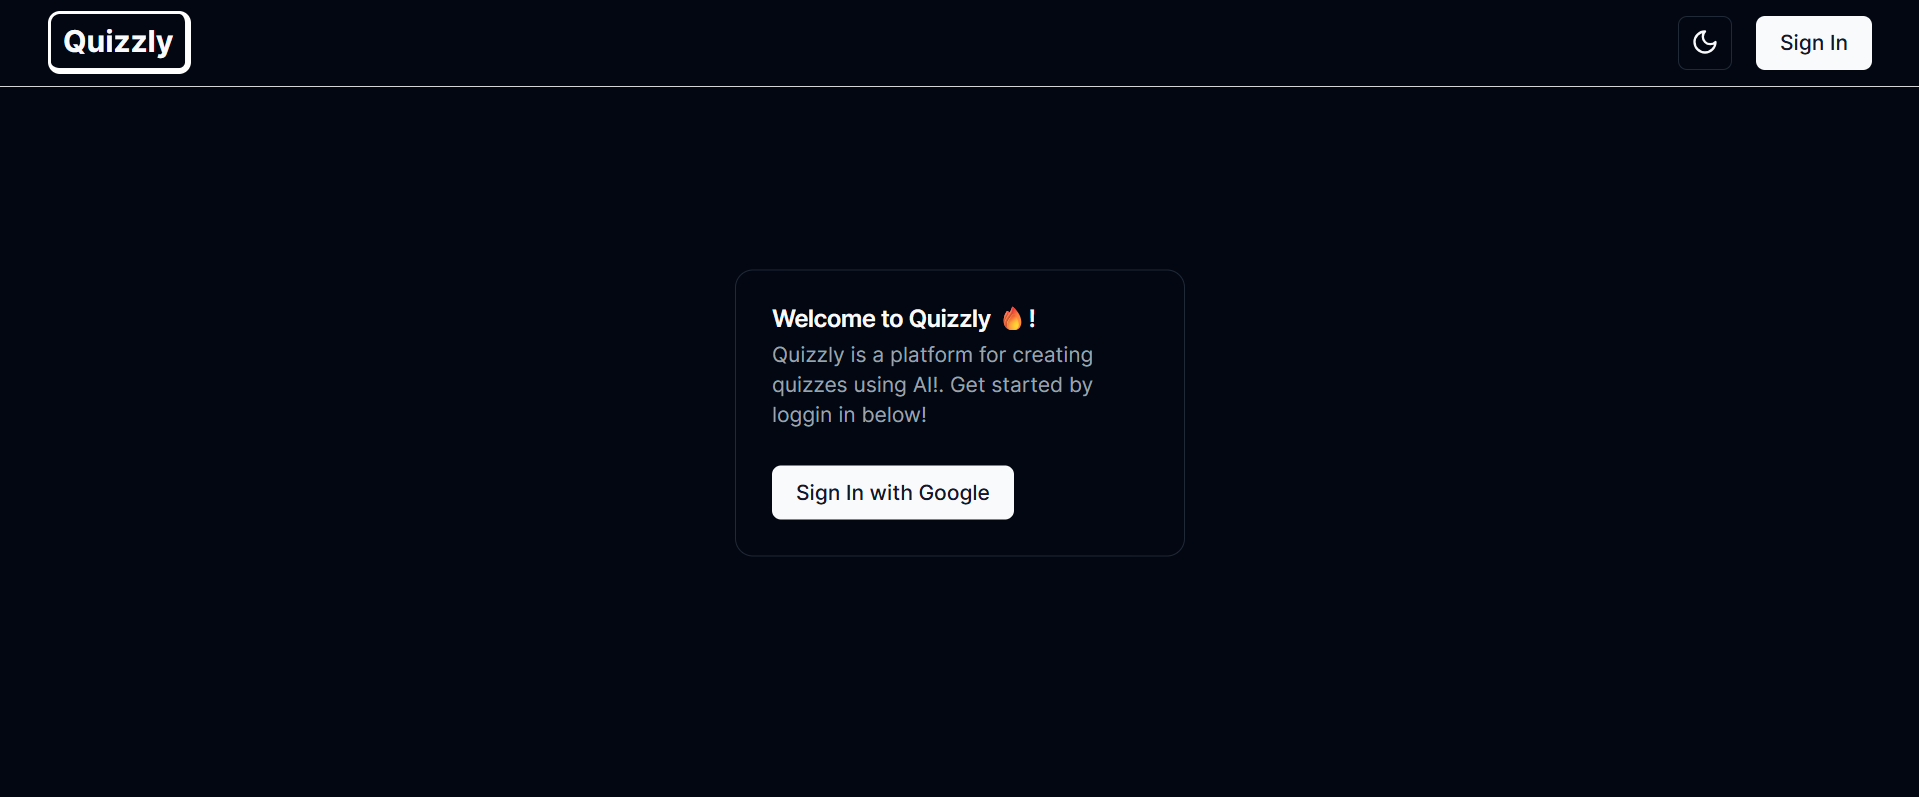 Quizzly
Sign In
Welcome to Quizzly 🔥 !
Quizzly is a platform for creating
quizzes using AI!. Get started by
loggin in below!
Sign In with Google